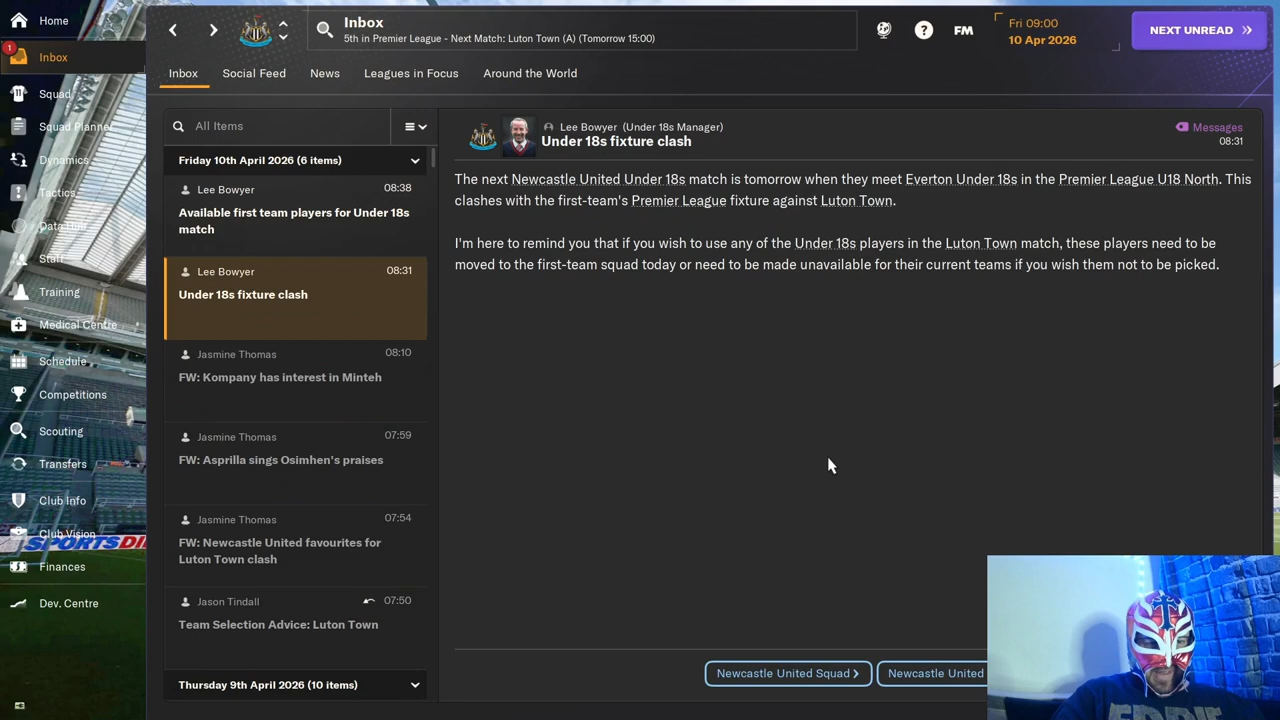 Home
1
Inbox
Squad
Squad Planner
Dynamics
Tactics
Data Hub
Staff
Training
Medical Centre
Schedule
Competitions
Scouting
Transfers
Club Info
Club Vision
SPORTSDI
Finances
Dev. Centre
Inbox
5th in Premier League - Next Match: Luton Town (A) (Tomorrow 15:00)
?
FM
Fri 09:00
10 Apr 2026
NEXT UNREAD
Inbox
Social Feed
News
Leagues in Focus
Around the World
All Items
Friday 10th April 2026 (6 items)
Lee Bowyer 08:38
Available first team players for Under 18s
match
Lee Bowyer 08:31
Under 18s fixture clash
Jasmine Thomas 08:10
FW: Kompany has interest in Minteh
Jasmine Thomas 07:59
FW: Asprilla sings Osimhen's praises
Jasmine Thomas 07:54
FW: Newcastle United favourites for
Luton Town clash
Jason Tindall 07:50
Team Selection Advice: Luton Town
Thursday 9th April 2026 (10 items)
Lee Bowyer (Under 18s Manager)
Under 18s fixture clash
Messages
08:31
The next Newcastle United Under 18s match is tomorrow when they meet Everton Under 18s in the Premier League U18 North. This
clashes with the first-team's Premier League fixture against Luton Town.
I'm here to remind you that if you wish to use any of the Under 18s players in the Luton Town match, these players need to be
moved to the first-team squad today or need to be made unavailable for their current teams if you wish them not to be picked.
Newcastle United Squad
Newcastle United